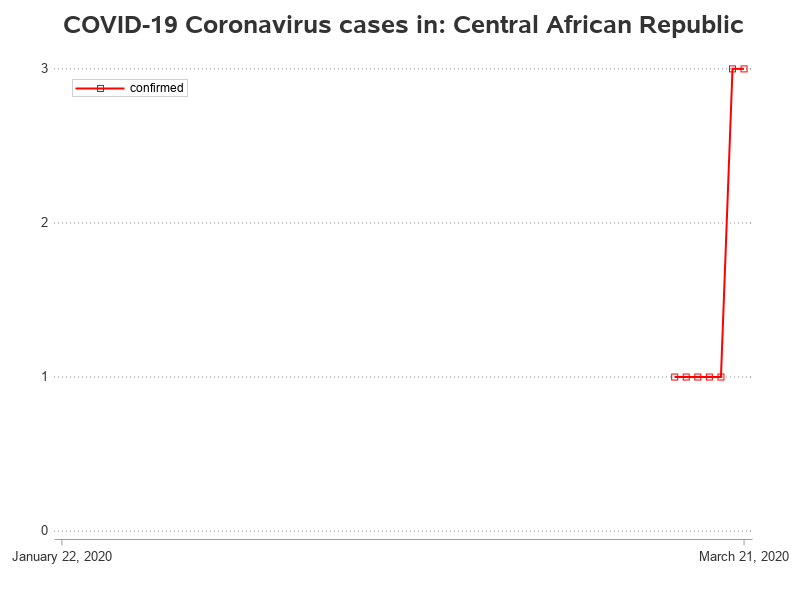 COVID-19 Coronavirus cases in: Central African Republic
3
confirmed
2
1
0
January 22, 2020
March 21, 2020